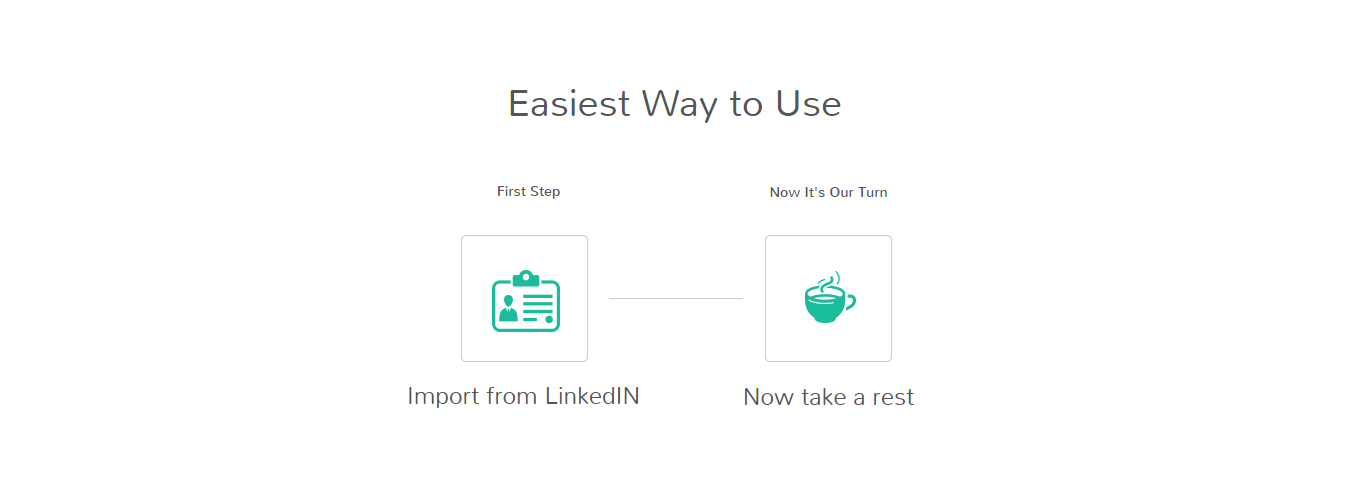 Easiest Way to Use
First Step
Now It's Our Turn
Import from LinkedIN
Now take a rest